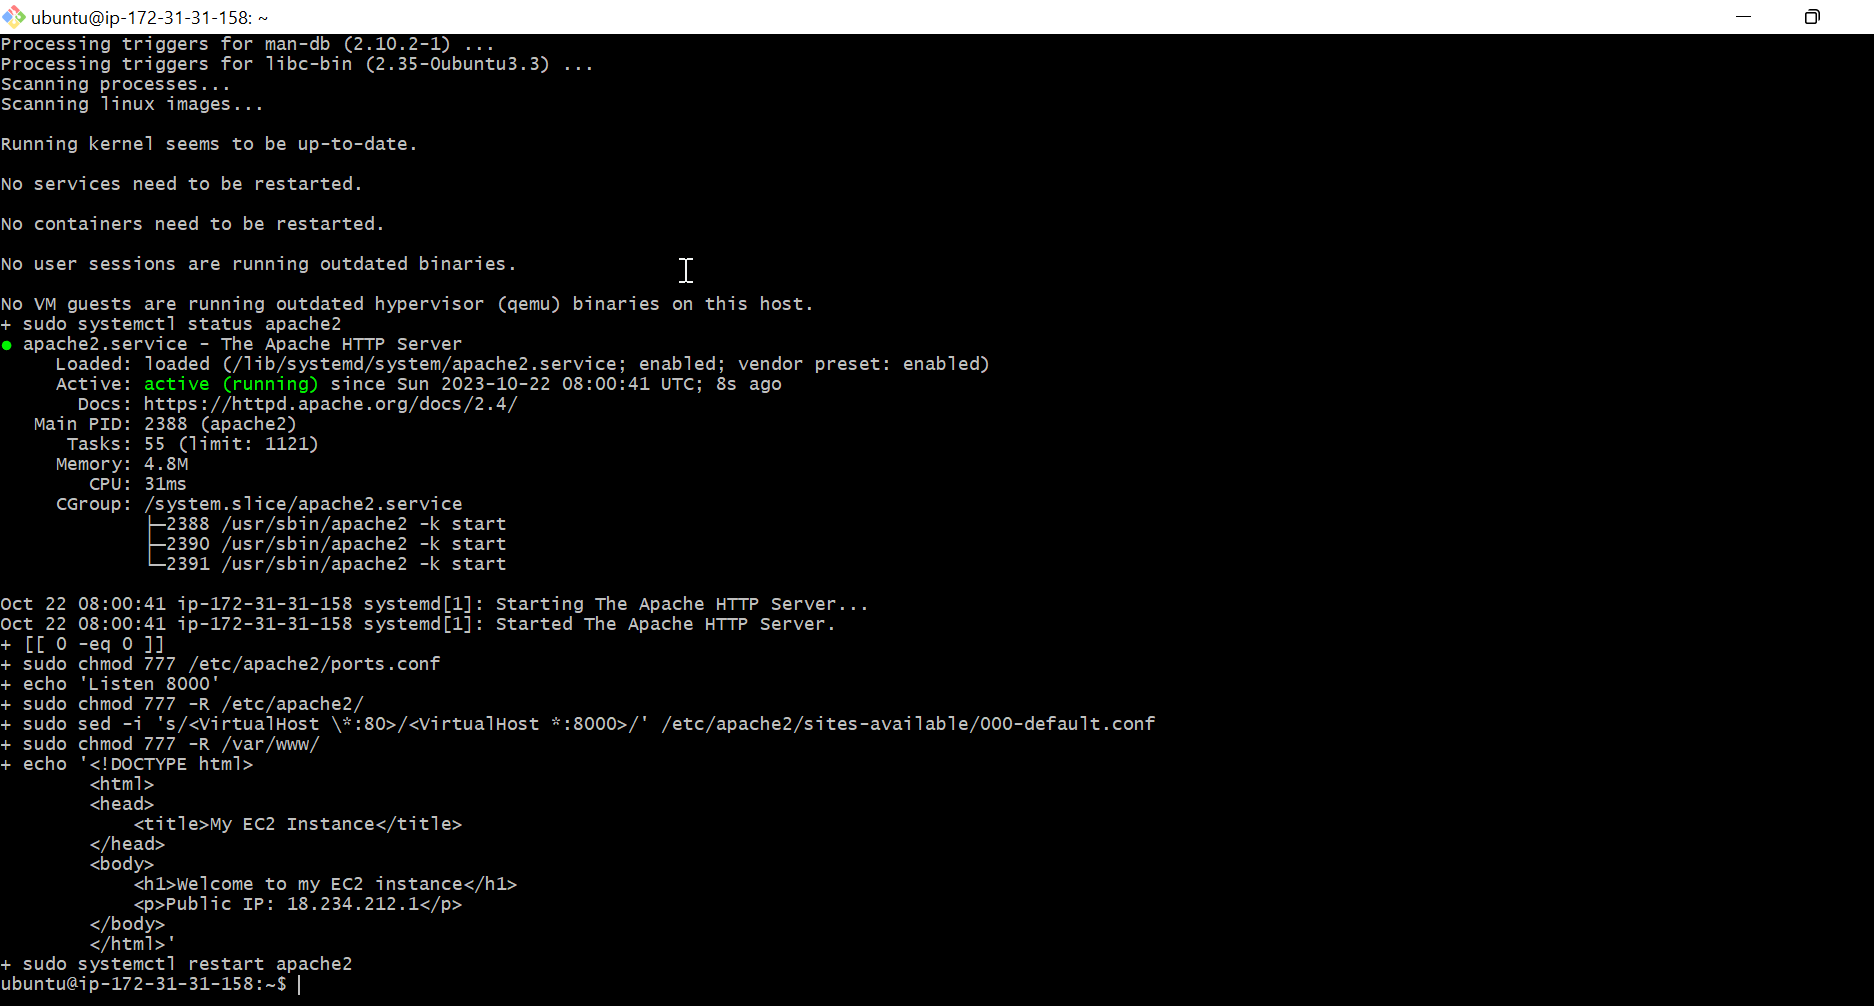 ubuntu@ip-172-31-31-158: ~
Processing triggers for man-db (2.10.2-1) ...
Processing triggers for libc-bin (2.35-0ubuntu3.3) ...
Scanning processes...
Scanning linux images...
Running kernel seems to be up-to-date.
No services need to be restarted.
No containers need to be restarted.
No user sessions are running outdated binaries.
No VM guests are running outdated hypervisor (qemu) binaries on this host.
+ sudo systemctl status apache2
● apache2.service - The Apache HTTP Server
     Loaded: loaded (/lib/systemd/system/apache2.service; enabled; vendor preset: enabled)
     Active: active (running) since Sun 2023-10-22 08:00:41 UTC; 8s ago
       Docs: https://httpd.apache.org/docs/2.4/
   Main PID: 2388 (apache2)
      Tasks: 55 (limit: 1121)
     Memory: 4.8M
        CPU: 31ms
     CGroup: /system.slice/apache2.service
             ├─2388 /usr/sbin/apache2 -k start
             ├─2390 /usr/sbin/apache2 -k start
             └─2391 /usr/sbin/apache2 -k start
Oct 22 08:00:41 ip-172-31-31-158 systemd[1]: Starting The Apache HTTP Server...
Oct 22 08:00:41 ip-172-31-31-158 systemd[1]: Started The Apache HTTP Server.
+ [[ 0 -eq 0 ]]
+ sudo chmod 777 /etc/apache2/ports.conf
+ echo 'Listen 8000'
+ sudo chmod 777 -R /etc/apache2/
+ sudo sed -i 's/<VirtualHost \*:80>/<VirtualHost *:8000>/' /etc/apache2/sites-available/000-default.conf
+ sudo chmod 777 -R /var/www/
+ echo '<!DOCTYPE html>
        <html>
        <head>
            <title>My EC2 Instance</title>
        </head>
        <body>
            <h1>Welcome to my EC2 instance</h1>
            <p>Public IP: 18.234.212.1</p>
        </body>
        </html>'
+ sudo systemctl restart apache2
ubuntu@ip-172-31-31-158:~$